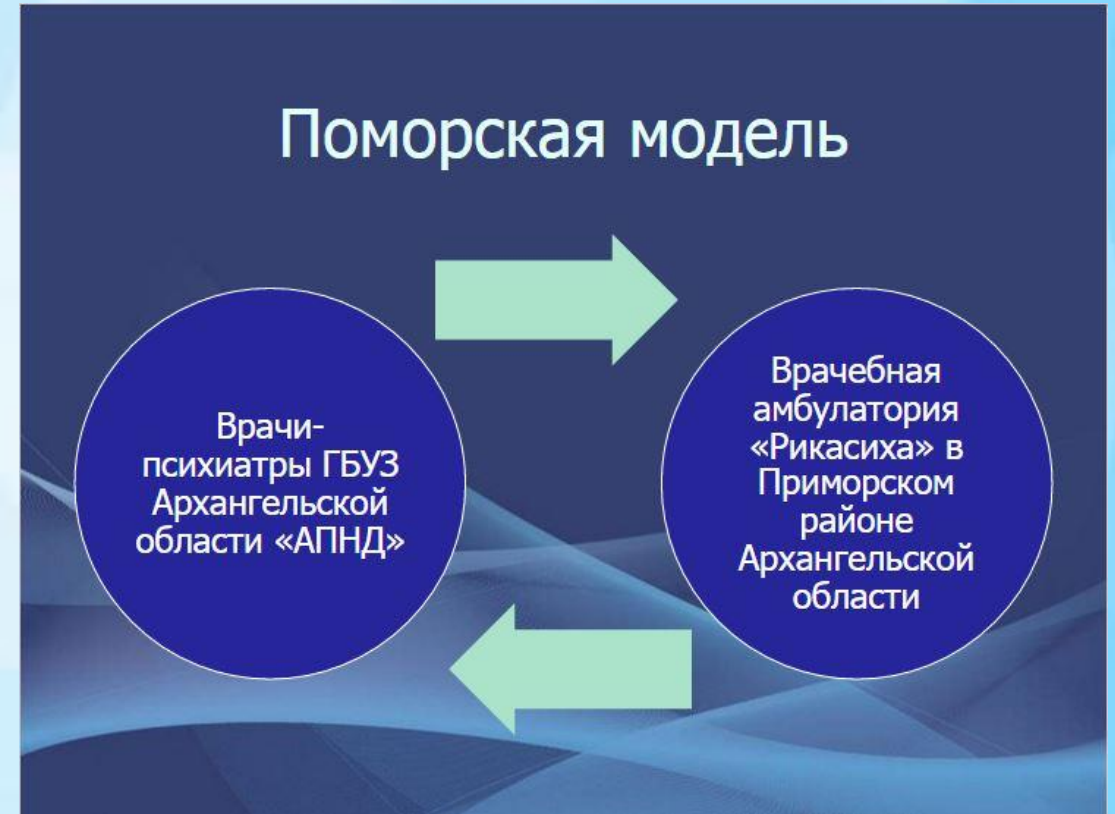 Поморская модель
Врачи-
психиатры ГБУЗ
Архангельской
области «АПНД»
Врачебная
амбулатория
«Рикасиха» в
Приморском
районе
Архангельской
области